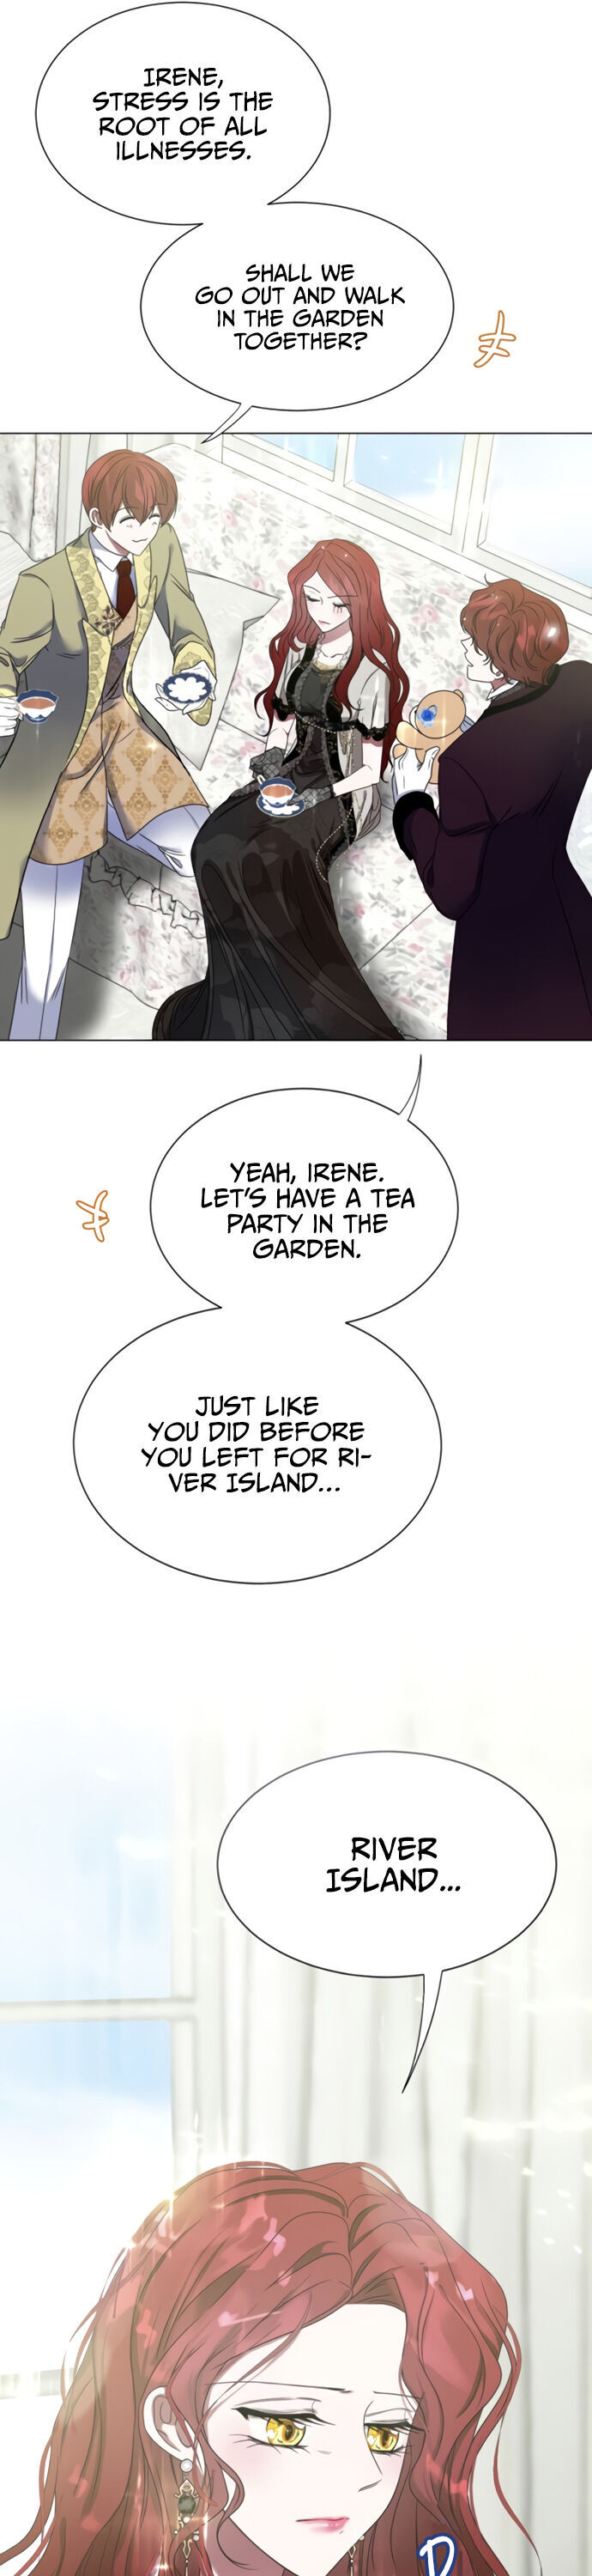 IRENE,
STRESS IS THE
ROOT OF ALL
ILLNESSES.
SHALL WE
GO OUT AND WALK
IN THE GARDEN
TOGETHER?
YEAH, IRENE.
LET'S HAVE A TEA
PARTY IN THE
GARDEN.
JUST LIKE
YOU DID BEFORE
YOU LEFT FOR RI-
VER ISLAND...
RIVER
ISLAND...